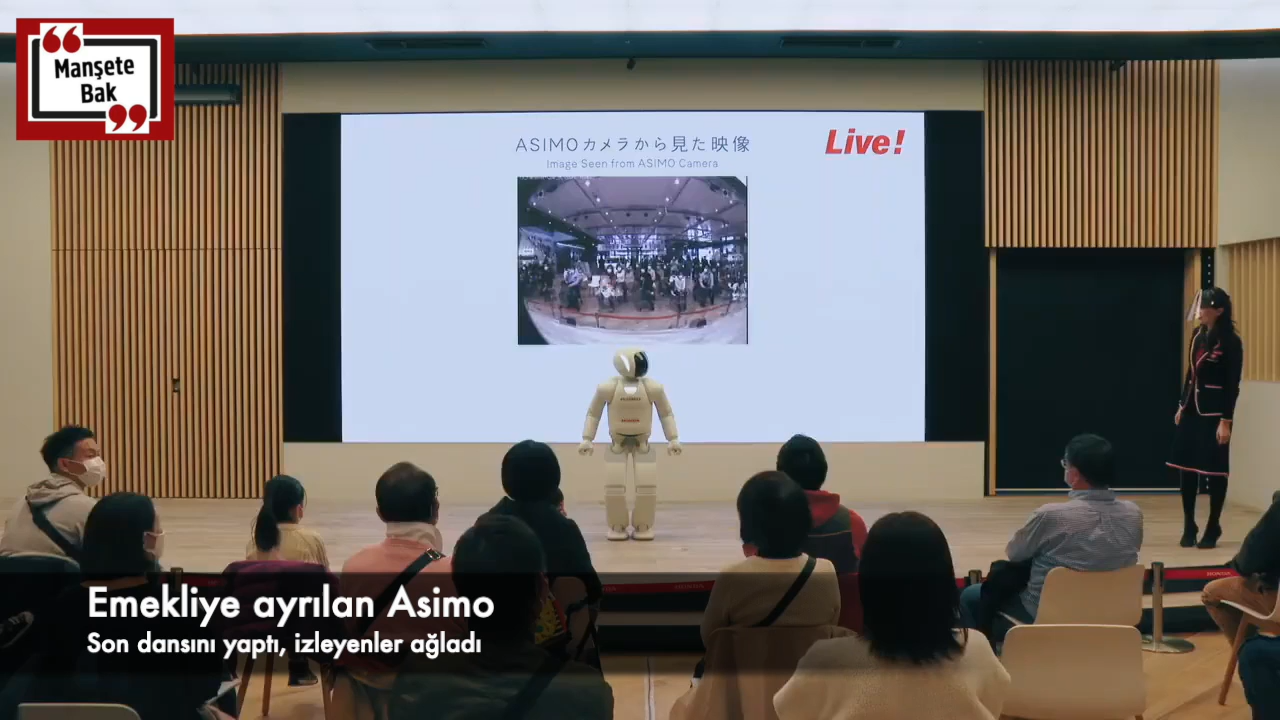 Manşete
Bak
ASIMOカメラから見た映像
Image Seen from ASIMO Camera
Live!
HONDA
Emekliye ayrılan Asimo
Son dansını yaptı, izleyenler ağladı